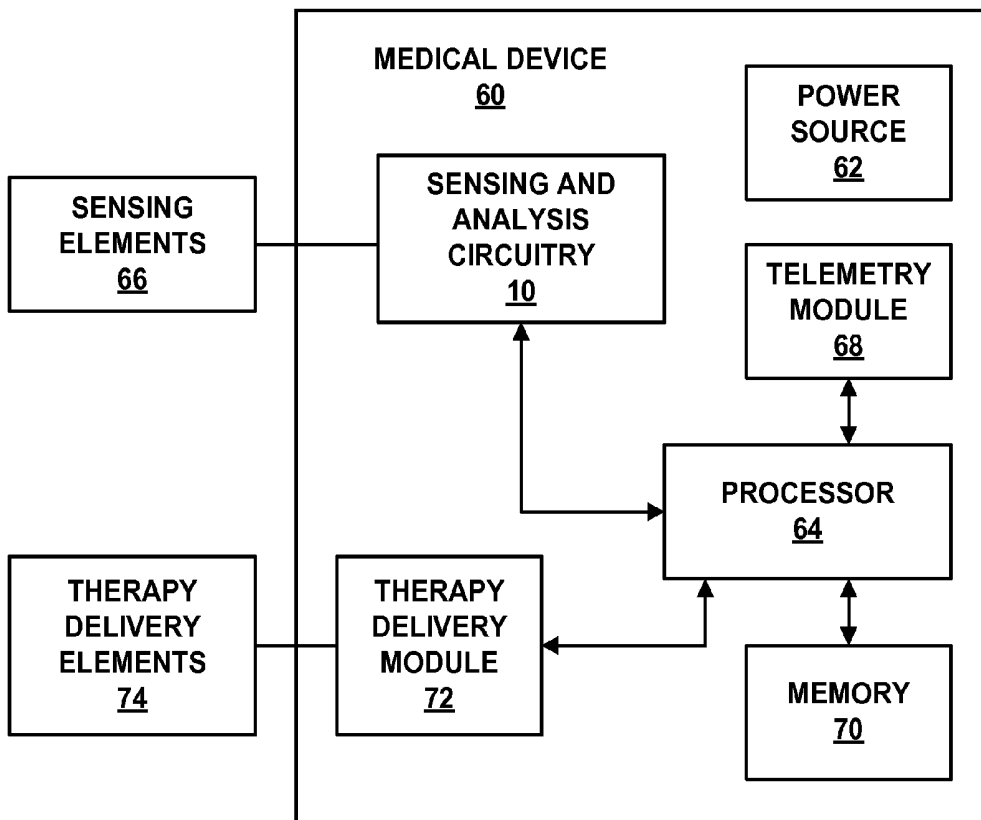 MEDICAL DEVICE
60
POWER
SOURCE
62
SENSING
ELEMENTS
66
SENSING AND
ANALYSIS
CIRCUITRY
10
TELEMETRY
MODULE
68
PROCESSOR
64
THERAPY
DELIVERY
ELEMENTS
74
THERAPY
DELIVERY
MODULE
72
MEMORY
70